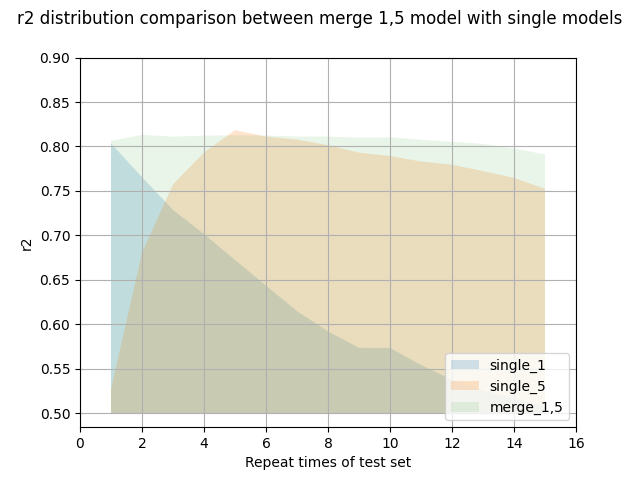 r2 distribution comparison between merge 1,5 model with single models
0.90
0.85
0.80
0.75
0.70
0.65
0.60
0.55
0.50
r2
single_1
single_5
merge_1,5
0 2 4 6 8 10 12 14 16
Repeat times of test set